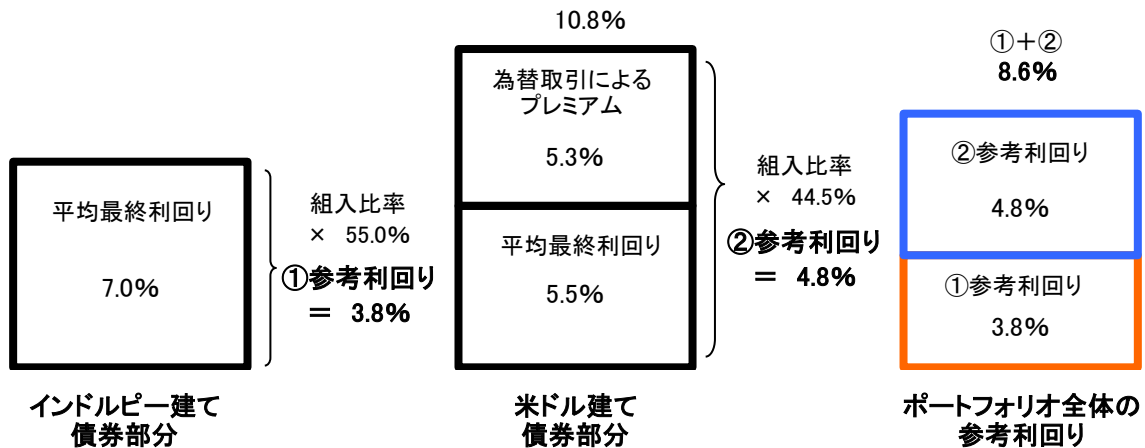 平均最終利回り
7.0%
組入比率
× 55.0%
①参考利回り
＝ 3.8%
インドルピー建て
債券部分
10.8%
為替取引による
プレミアム
5.3%
平均最終利回り
5.5%
組入比率
× 44.5%
②参考利回り
＝ 4.8%
米ドル建て
債券部分
①＋②
8.6%
②参考利回り
4.8%
①参考利回り
3.8%
ポートフォリオ全体の
参考利回り